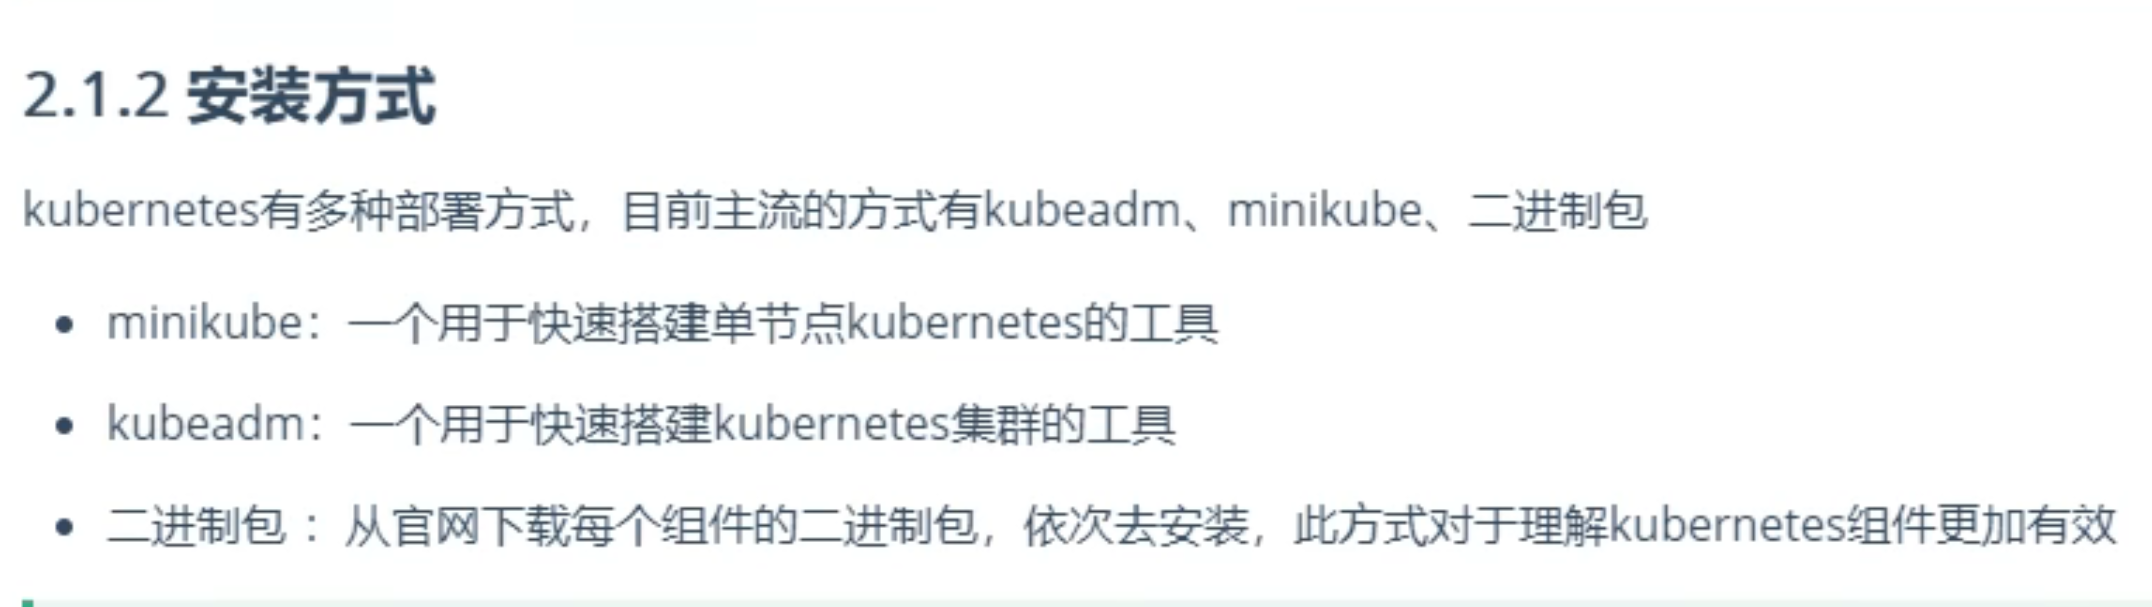 2.1.2 安装方式
kubernetes有多种部署方式，目前主流的方式有kubeadm、minikube、二进制包
• minikube：一个用于快速搭建单节点kubernetes的工具
• kubeadm：一个用于快速搭建kubernetes集群的工具
• 二进制包 ：从官网下载每个组件的二进制包，依次去安装，此方式对于理解kubernetes组件更加有效